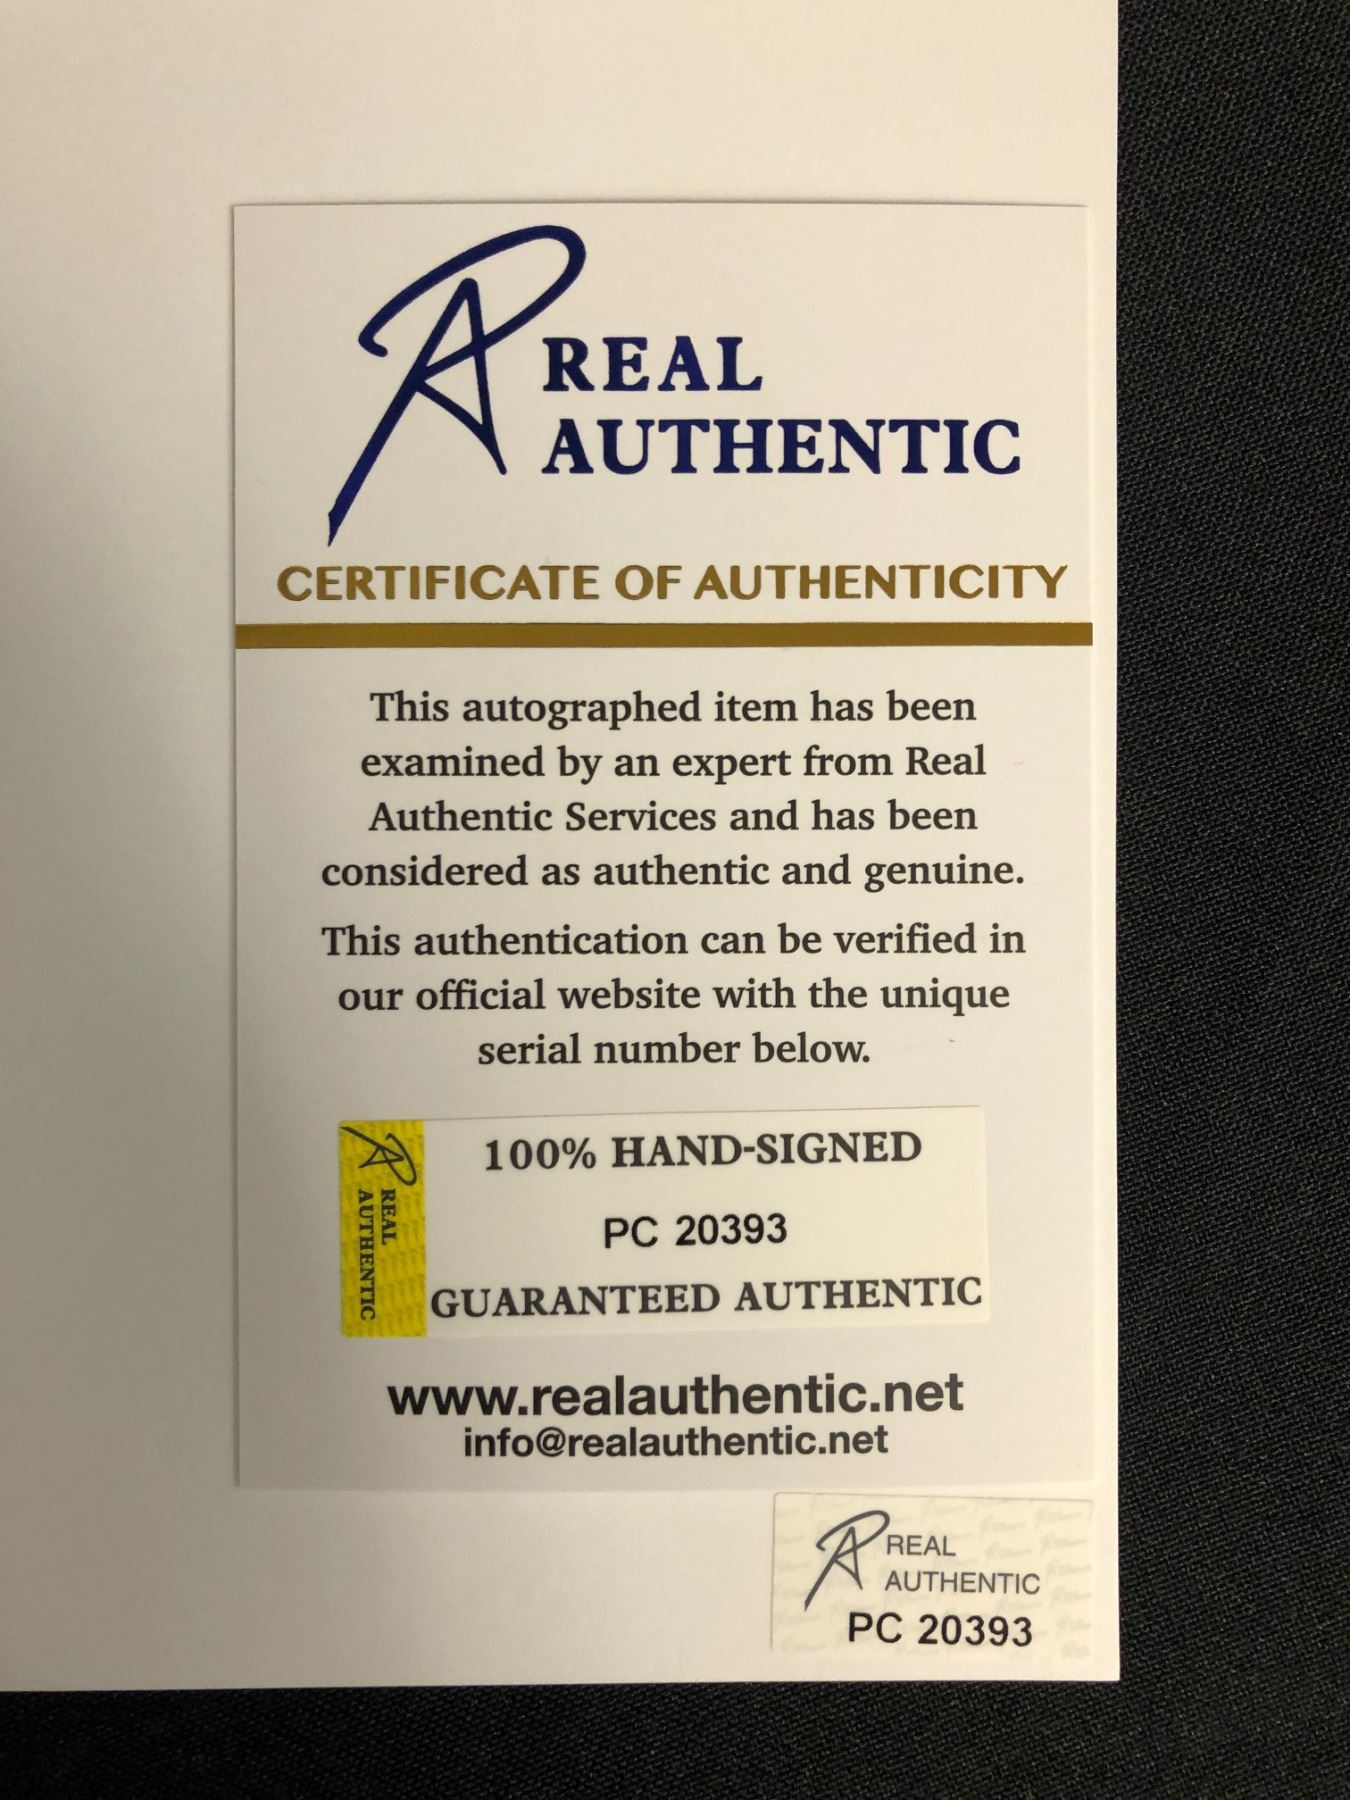 REAL
AUTHENTIC
CERTIFICATE OF AUTHENTICITY
This autographed item has been
examined by an expert from Real
Authentic Services and has been
considered as authentic and genuine.
This authentication can be verified in
our official website with the unique
serial number below.
REAL
AUTHENTIC
100% HAND-SIGNED
PC 20393
GUARANTEED AUTHENTIC
www.realauthentic.net
info@realauthentic.net
REAL
AUTHENTIC
PC 20393